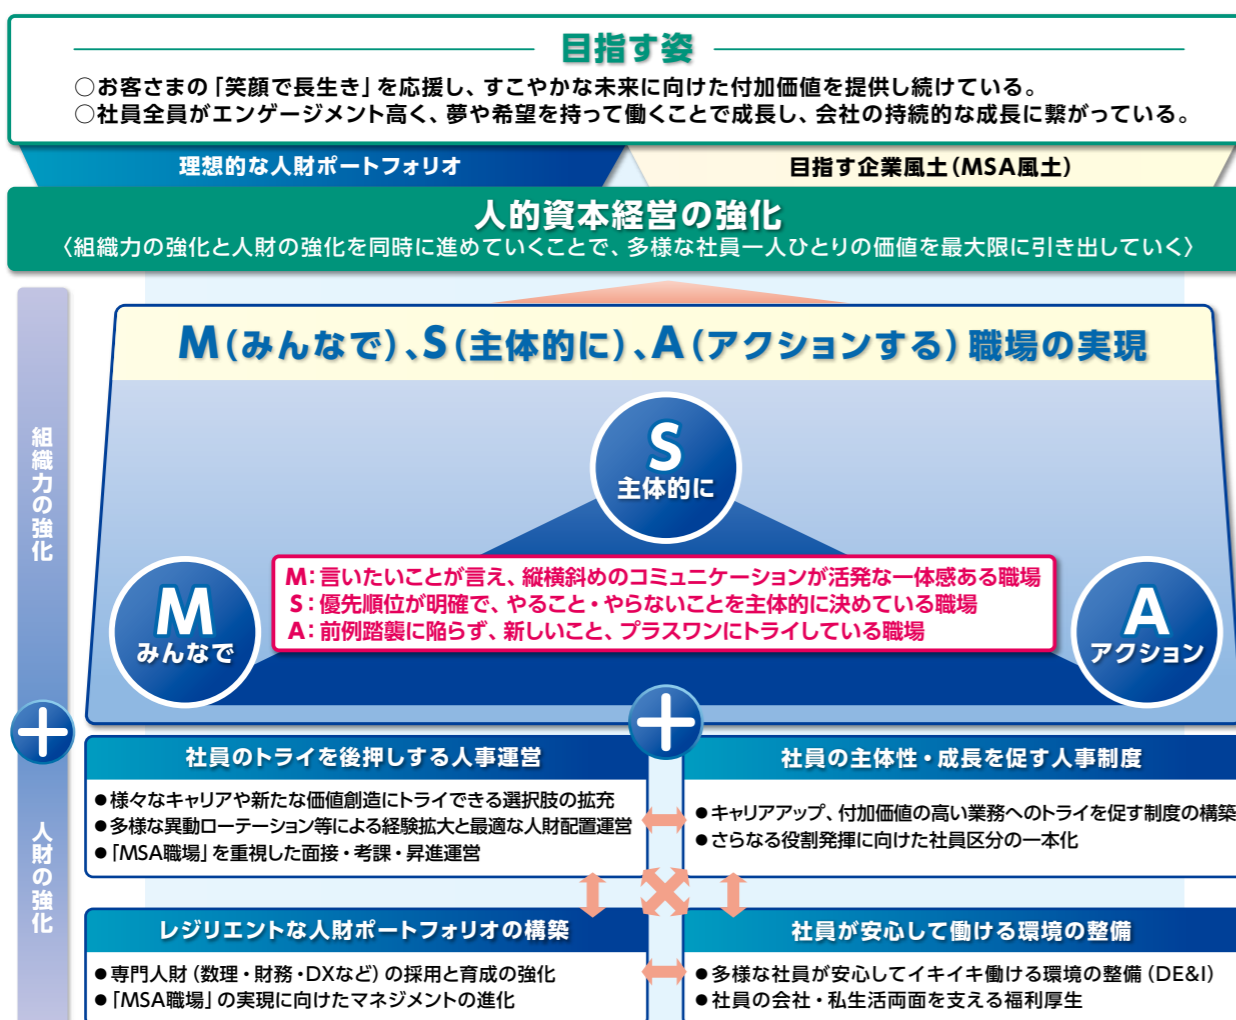 目指す姿
○お客さまの「笑顔で長生き」を応援し、すこやかな未来に向けた付加価値を提供し続けている。
○社員全員がエンゲージメント高く、夢や希望を持って働くことで成長し、会社の持続的な成長に繋がっている。
理想的な人財ポートフォリオ
目指す企業風土(MSA風土)
人的資本経営の強化
〈組織力の強化と人財の強化を同時に進めていくことで、多様な社員一人ひとりの価値を最大限に引き出していく〉
組織力の強化
M(みんなで)、S(主体的に)、A(アクションする)職場の実現
S
主体的に
M
みんなで
M：言いたいことが言え、縦横斜めのコミュニケーションが活発な一体感ある職場
S：優先順位が明確で、やること・やらないことを主体的に決めている職場
A：前例踏襲に陥らず、新しいこと、プラスワンにトライしている職場
A
アクション
人財の強化
社員のトライを後押しする人事運営
●様々なキャリアや新たな価値創造にトライできる選択肢の拡充
●多様な異動ローテーション等による経験拡大と最適な人財配置運営
●「MSA職場」を重視した面接・考課・昇進運営
社員の主体性・成長を促す人事制度
●キャリアアップ、付加価値の高い業務へのトライを促す制度の構築
●さらなる役割発揮に向けた社員区分の一本化
レジリエントな人財ポートフォリオの構築
●専門人財（数理・財務・DXなど）の採用と育成の強化
●「MSA職場」の実現に向けたマネジメントの進化
社員が安心して働ける環境の整備
●多様な社員が安心してイキイキ働ける環境の整備（DE&I）
●社員の会社・私生活両面を支える福利厚生